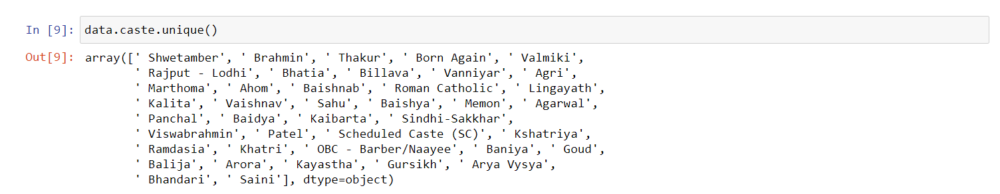 In [9]: data.caste.unique()
Out[9]: array([' Shwetamber', ' Brahmin', ' Thakur', ' Born Again', ' Valmiki',
' Rajput - Lodhi', ' Bhatia', ' Billava', ' Vanniyar', ' Agri',
' Marthoma', ' Ahom', ' Baishnab', ' Roman Catholic', ' Lingayath',
' Kalita', ' Vaishnav', ' Sahu', ' Baishya', ' Memon', ' Agarwal',
' Panchal', ' Baidya', ' Kaibarta', ' Sindhi-Sakkhar',
' Viswabrahmin', ' Patel', ' Scheduled Caste (SC)', ' Kshatriya',
' Ramdasia', ' Khatri', ' OBC - Barber/Naayee', ' Baniya', ' Goud',
' Balija', ' Arora', ' Kayastha', ' Gursikh', ' Arya Vysya',
' Bhandari', ' Saini'], dtype=object)